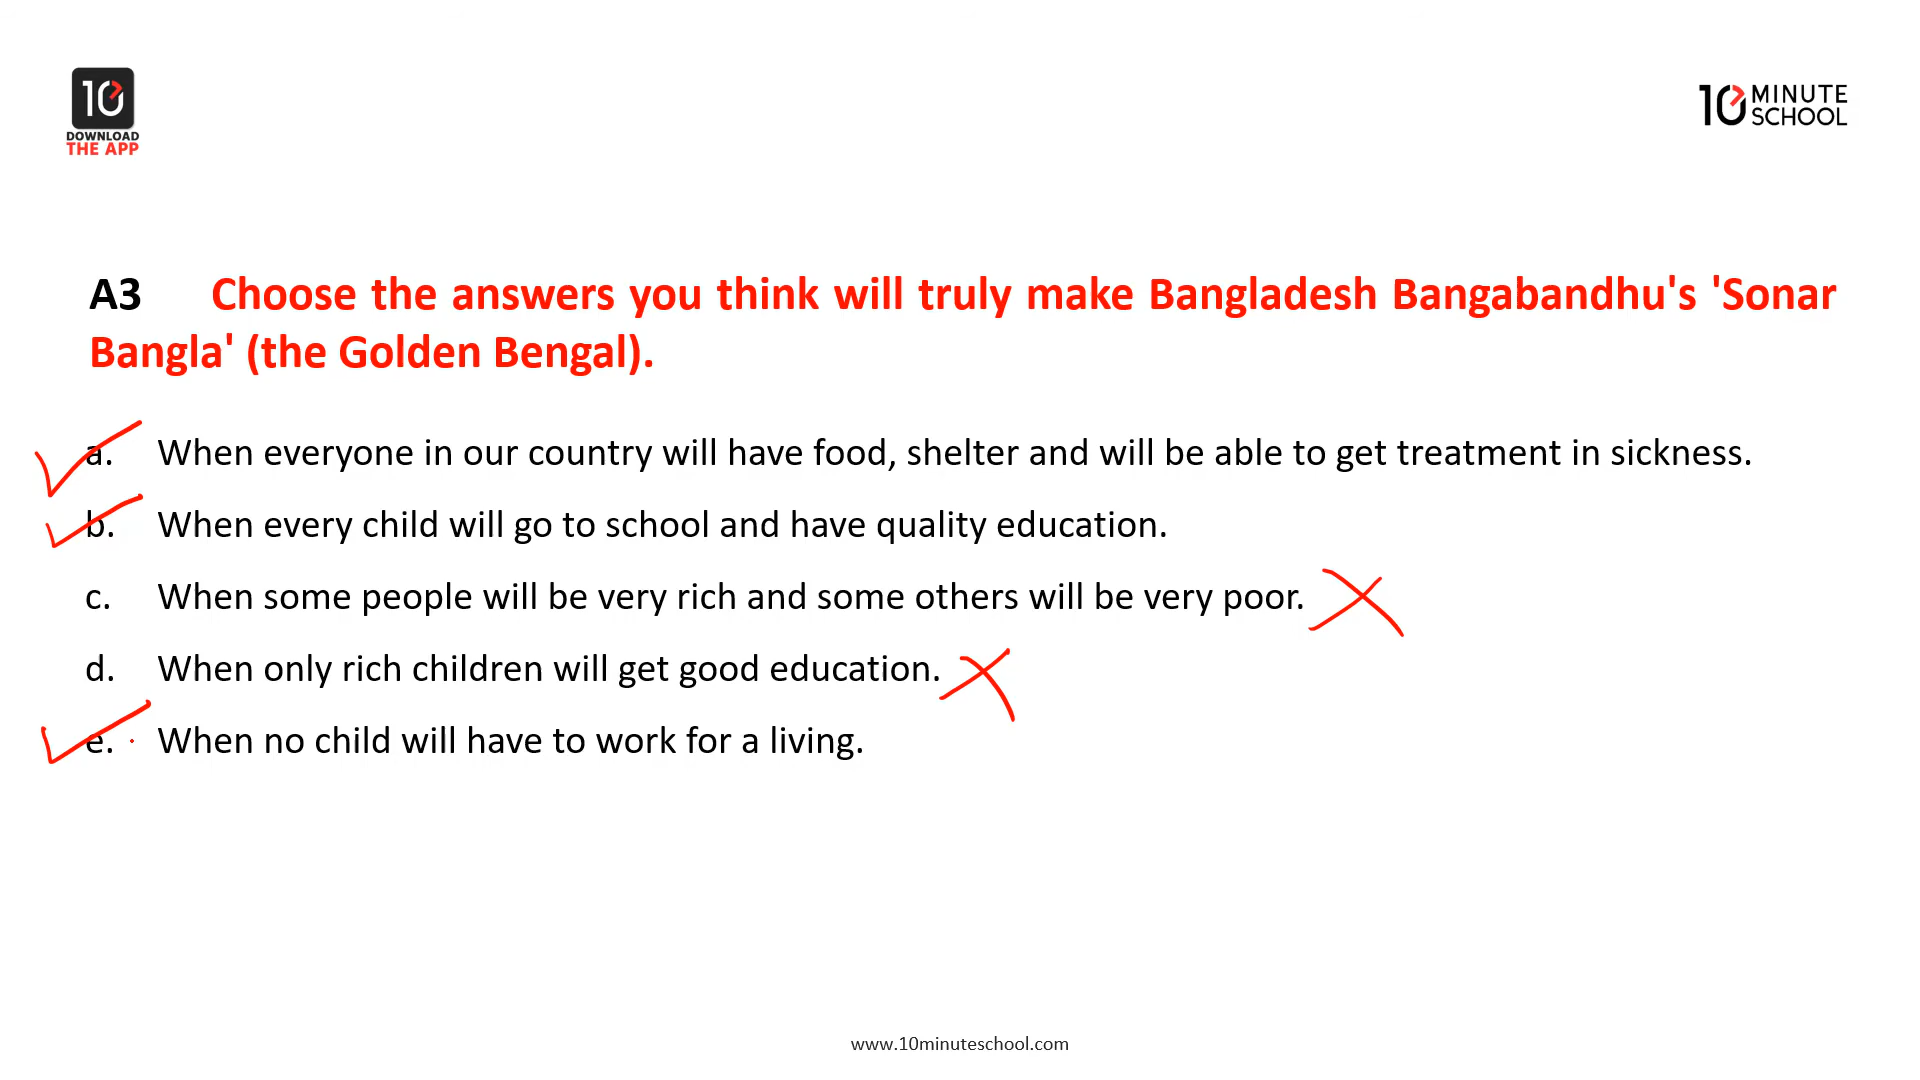 10
DOWNLOAD
THE APP
10 MINUTE
SCHOOL
A3 Choose the answers you think will truly make Bangladesh Bangabandhu's 'Sonar
Bangla' (the Golden Bengal).
a. When everyone in our country will have food, shelter and will be able to get treatment in sickness.
b. When every child will go to school and have quality education.
c. When some people will be very rich and some others will be very poor.
d. When only rich children will get good education.
e. When no child will have to work for a living.
www.10minuteschool.com